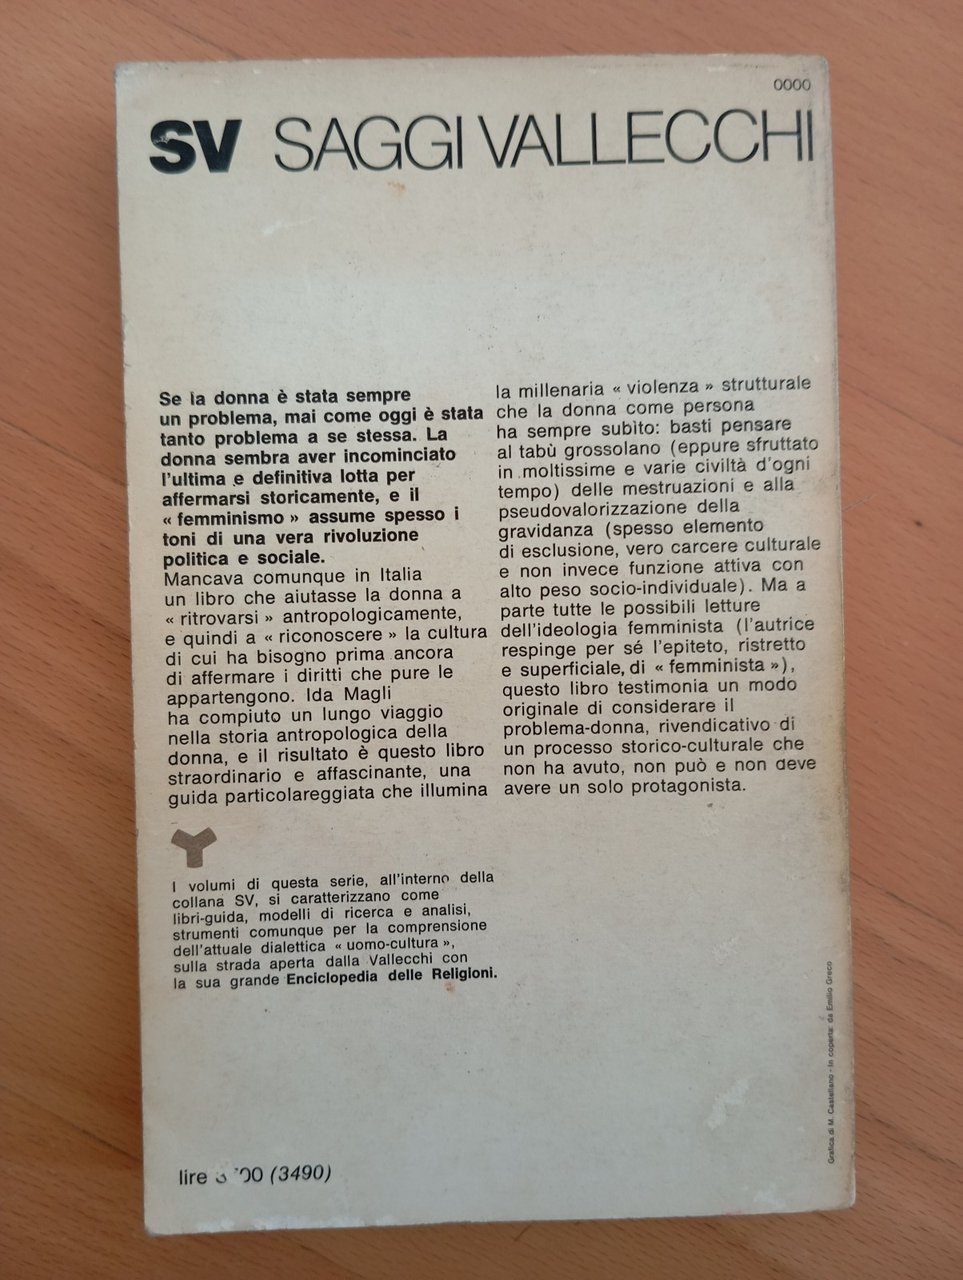 0000
SV SAGGI VALLECCHI
Se la donna è stata sempre
un problema, mai come oggi è stata
tanto problema a se stessa. La
donna sembra aver incominciato
l'ultima e definitiva lotta per
affermarsi storicamente, e il
« femminismo » assume spesso i
toni di una vera rivoluzione
politica e sociale.
Mancava comunque in Italia
un libro che aiutasse la donna a
« ritrovarsi » antropologicamente,
e quindi a « riconoscere » la cultura
di cui ha bisogno prima ancora
di affermare i diritti che pure le
appartengono. Ida Magli
ha compiuto un lungo viaggio
nella storia antropologica della
donna, e il risultato è questo libro
straordinario e affascinante, una
guida particolareggiata che illumina
la millenaria « violenza » strutturale
che la donna come persona
ha sempre subìto: basti pensare
al tabù grossolano (eppure sfruttato
in moltissime e varie civiltà d'ogni
tempo) delle mestruazioni e alla
pseudovalorizzazione della
gravidanza (spesso elemento
di esclusione, vero carcere culturale
e non invece funzione attiva con
alto peso socio-individuale). Ma a
parte tutte le possibili letture
dell'ideologia femminista (l'autrice
respinge per sé l'epiteto, ristretto
e superficiale, di « femminista »),
questo libro testimonia un modo
originale di considerare il
problema-donna, rivendicativo di
un processo storico-culturale che
non ha avuto, non può e non deve
avere un solo protagonista.
I volumi di questa serie, all'interno della
collana SV, si caratterizzano come
libri-guida, modelli di ricerca e analisi,
strumenti comunque per la comprensione
dell'attuale dialettica « uomo-cultura »,
sulla strada aperta dalla Vallecchi con
la sua grande Enciclopedia delle Religioni.
Grafica di M. Castellano - In coperta: da Emilio Greco
lire (3490)